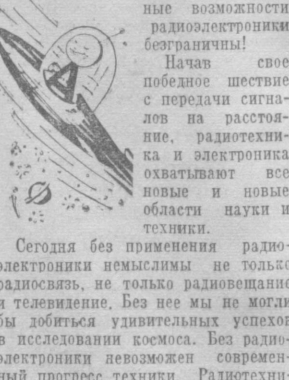 ные возможности
радиоэлектроники
безграничны!
Начав свое
победное шествие
с передачи сигна-
лов на расстоя-
ние, радиотехни-
ка и электроника
охватывают все
новые и новые
области науки и
техники.
Сегодня без применения радио-
электроники немыслимы не только
радиосвязь, не только радиовещание
и телевидение. Без нее мы не могли
бы добиться удивительных успехов
в исследовании космоса. Без радио-
электроники невозможен современ-
ный прогресс техники. Радиотехни-